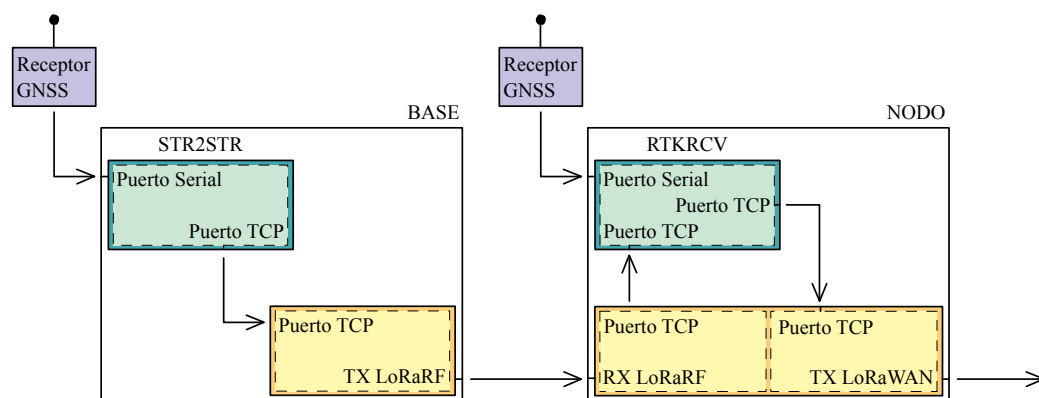 Receptor
GNSS
BASE
STR2STR
Puerto Serial
Puerto TCP
Puerto TCP
TX LoRaRF
Receptor
GNSS
NODO
RTKRCV
Puerto Serial
Puerto TCP
Puerto TCP
Puerto TCP
RX LoRaRF
Puerto TCP
TX LoRaWAN